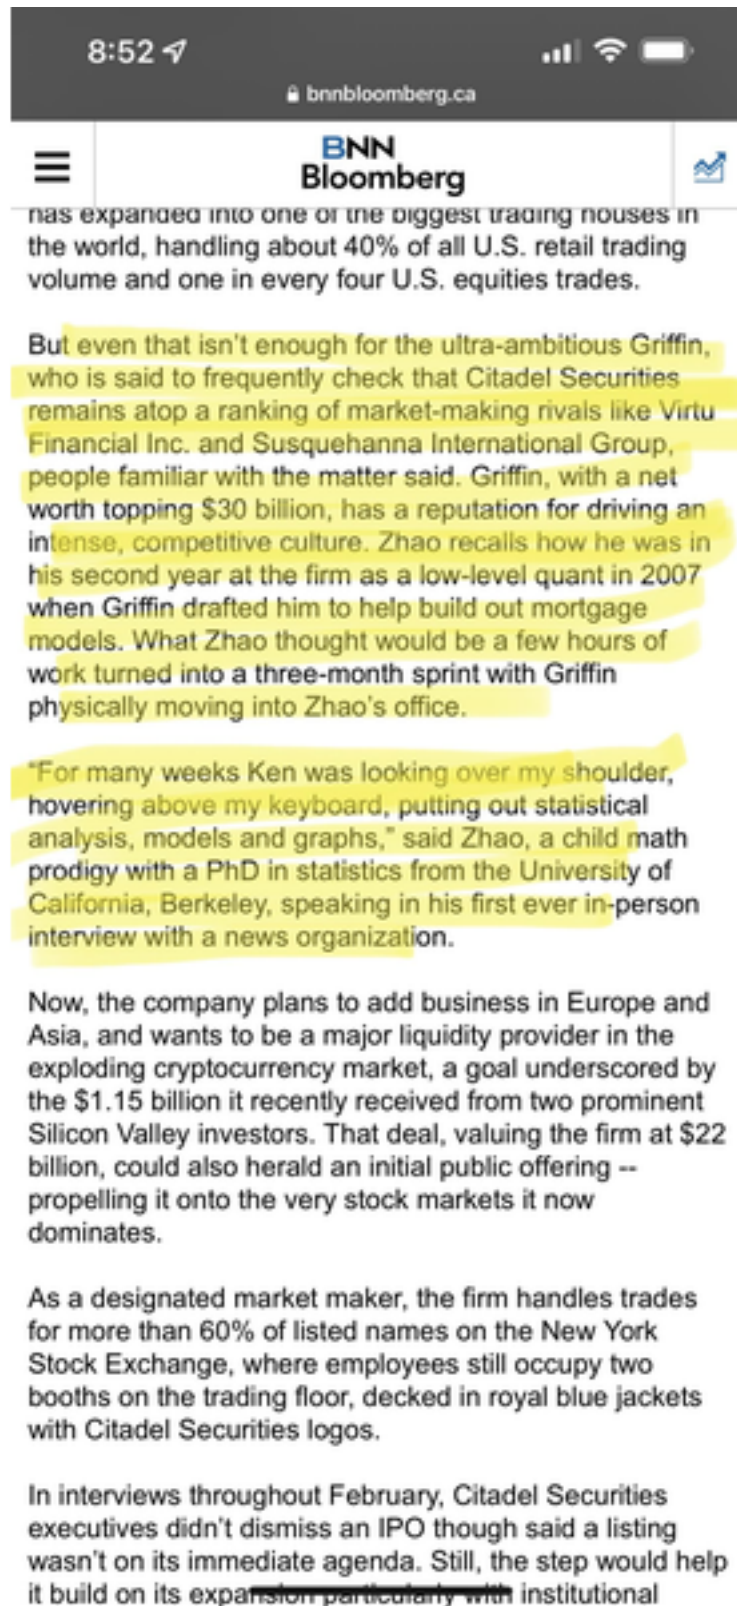 8:52
bnnbloomberg.ca
BNN
Bloomberg
has expanded into one of the biggest trading houses in
the world, handling about 40% of all U.S. retail trading
volume and one in every four U.S. equities trades.
But even that isn't enough for the ultra-ambitious Griffin,
who is said to frequently check that Citadel Securities
remains atop a ranking of market-making rivals like Virtu
Financial Inc. and Susquehanna International Group,
people familiar with the matter said. Griffin, with a net
worth topping $30 billion, has a reputation for driving an
intense, competitive culture. Zhao recalls how he was in
his second year at the firm as a low-level quant in 2007
when Griffin drafted him to help build out mortgage
models. What Zhao thought would be a few hours of
work turned into a three-month sprint with Griffin
physically moving into Zhao's office.
"For many weeks Ken was looking over my shoulder,
hovering above my keyboard, putting out statistical
analysis, models and graphs," said Zhao, a child math
prodigy with a PhD in statistics from the University of
California, Berkeley, speaking in his first ever in-person
interview with a news organization.
Now, the company plans to add business in Europe and
Asia, and wants to be a major liquidity provider in the
exploding cryptocurrency market, a goal underscored by
the $1.15 billion it recently received from two prominent
Silicon Valley investors. That deal, valuing the firm at $22
billion, could also herald an initial public offering --
propelling it onto the very stock markets it now
dominates.
As a designated market maker, the firm handles trades
for more than 60% of listed names on the New York
Stock Exchange, where employees still occupy two
booths on the trading floor, decked in royal blue jackets
with Citadel Securities logos.
In interviews throughout February, Citadel Securities
executives didn't dismiss an IPO though said a listing
wasn't on its immediate agenda. Still, the step would help
it build on its expansion particularly with institutional